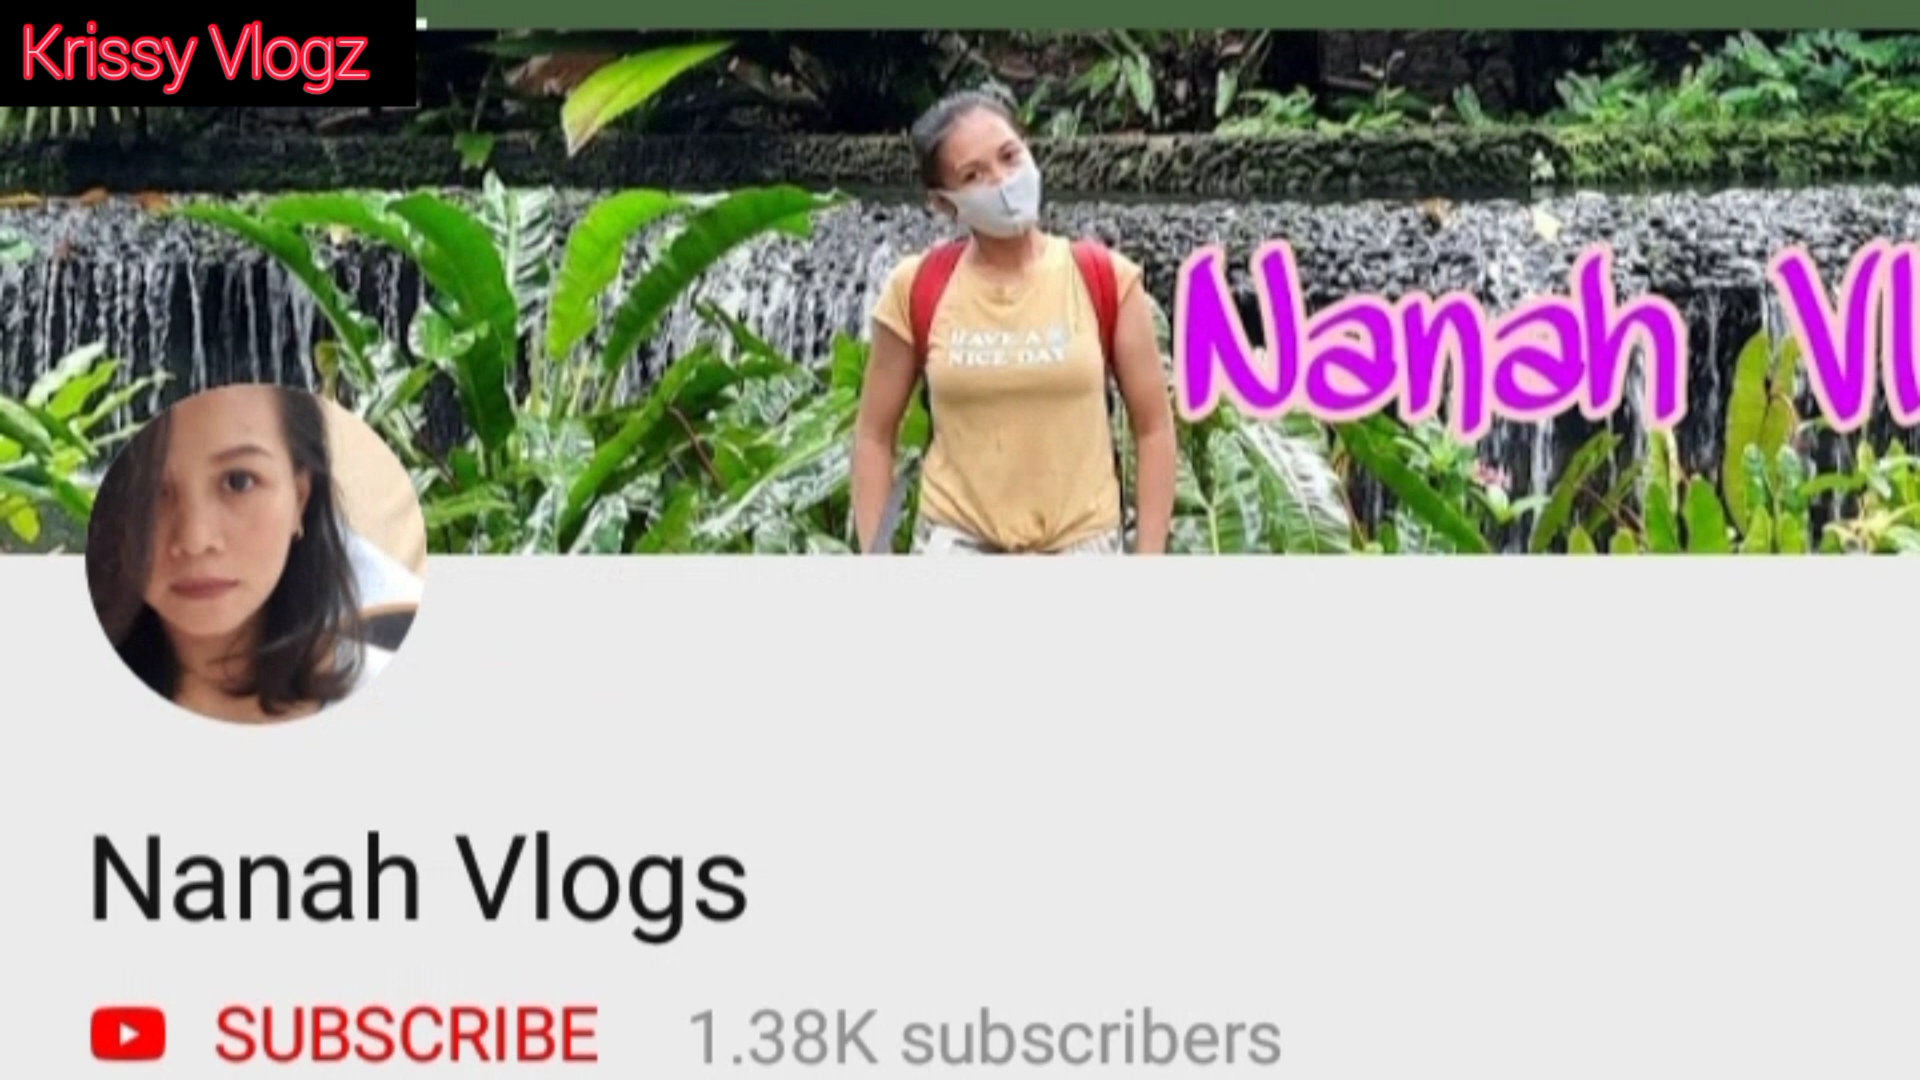 Krissy Vlogz
HAVE A
NICE DAY
Nanah Vl
Nanah Vlogs
SUBSCRIBE 1.38K subscribers